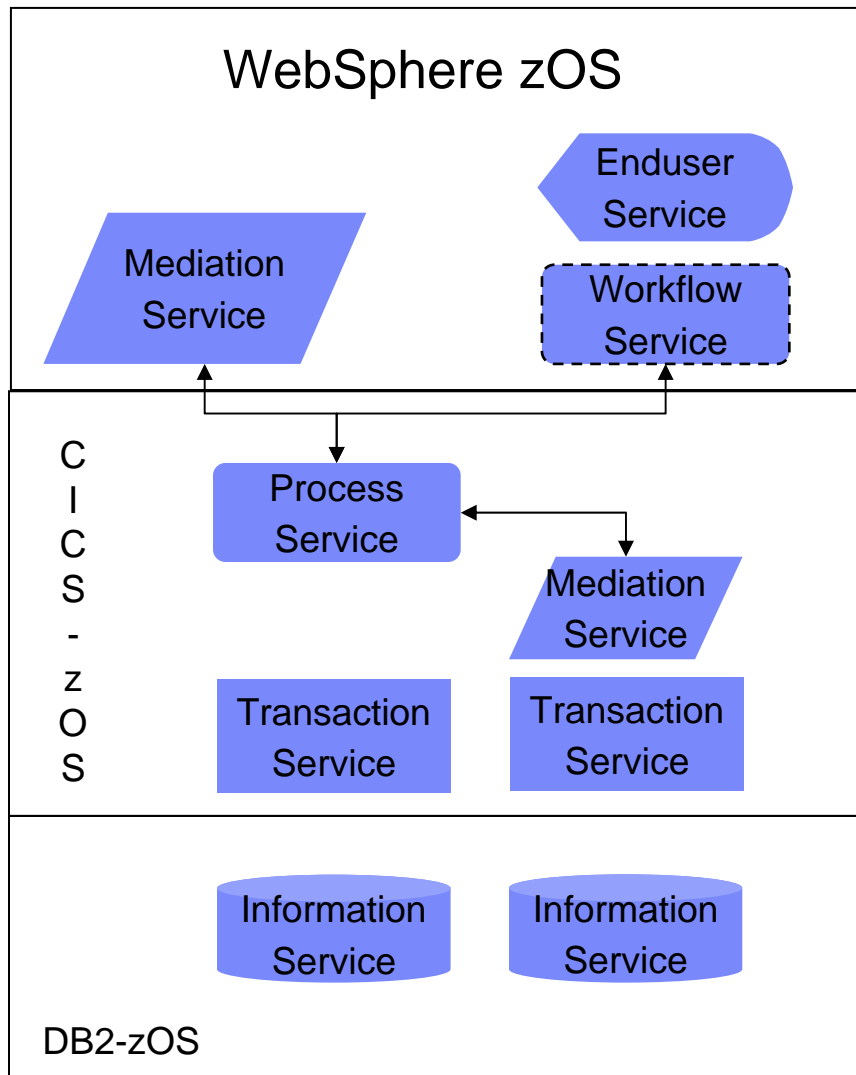 WebSphere zOS
Enduser
Service
Mediation
Service
Workflow
Service
C
I
C
S
-
z
O
S
Process
Service
Mediation
Service
Transaction
Service
Transaction
Service
Information
Service
Information
Service
DB2-zOS